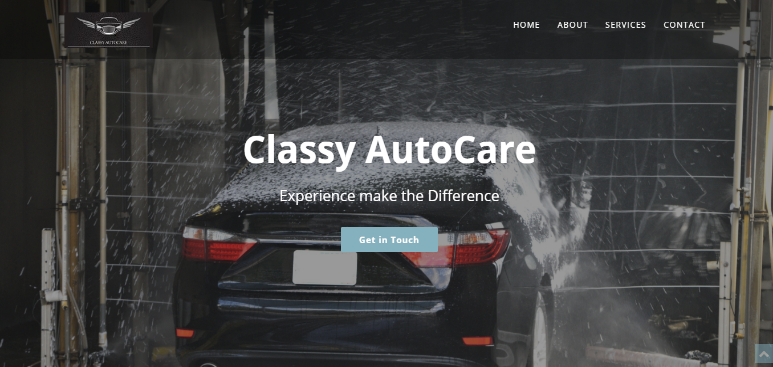 CLASSY AUTOCARE
HOME ABOUT SERVICES CONTACT
Classy AutoCare
Experience make the Difference
Get in Touch